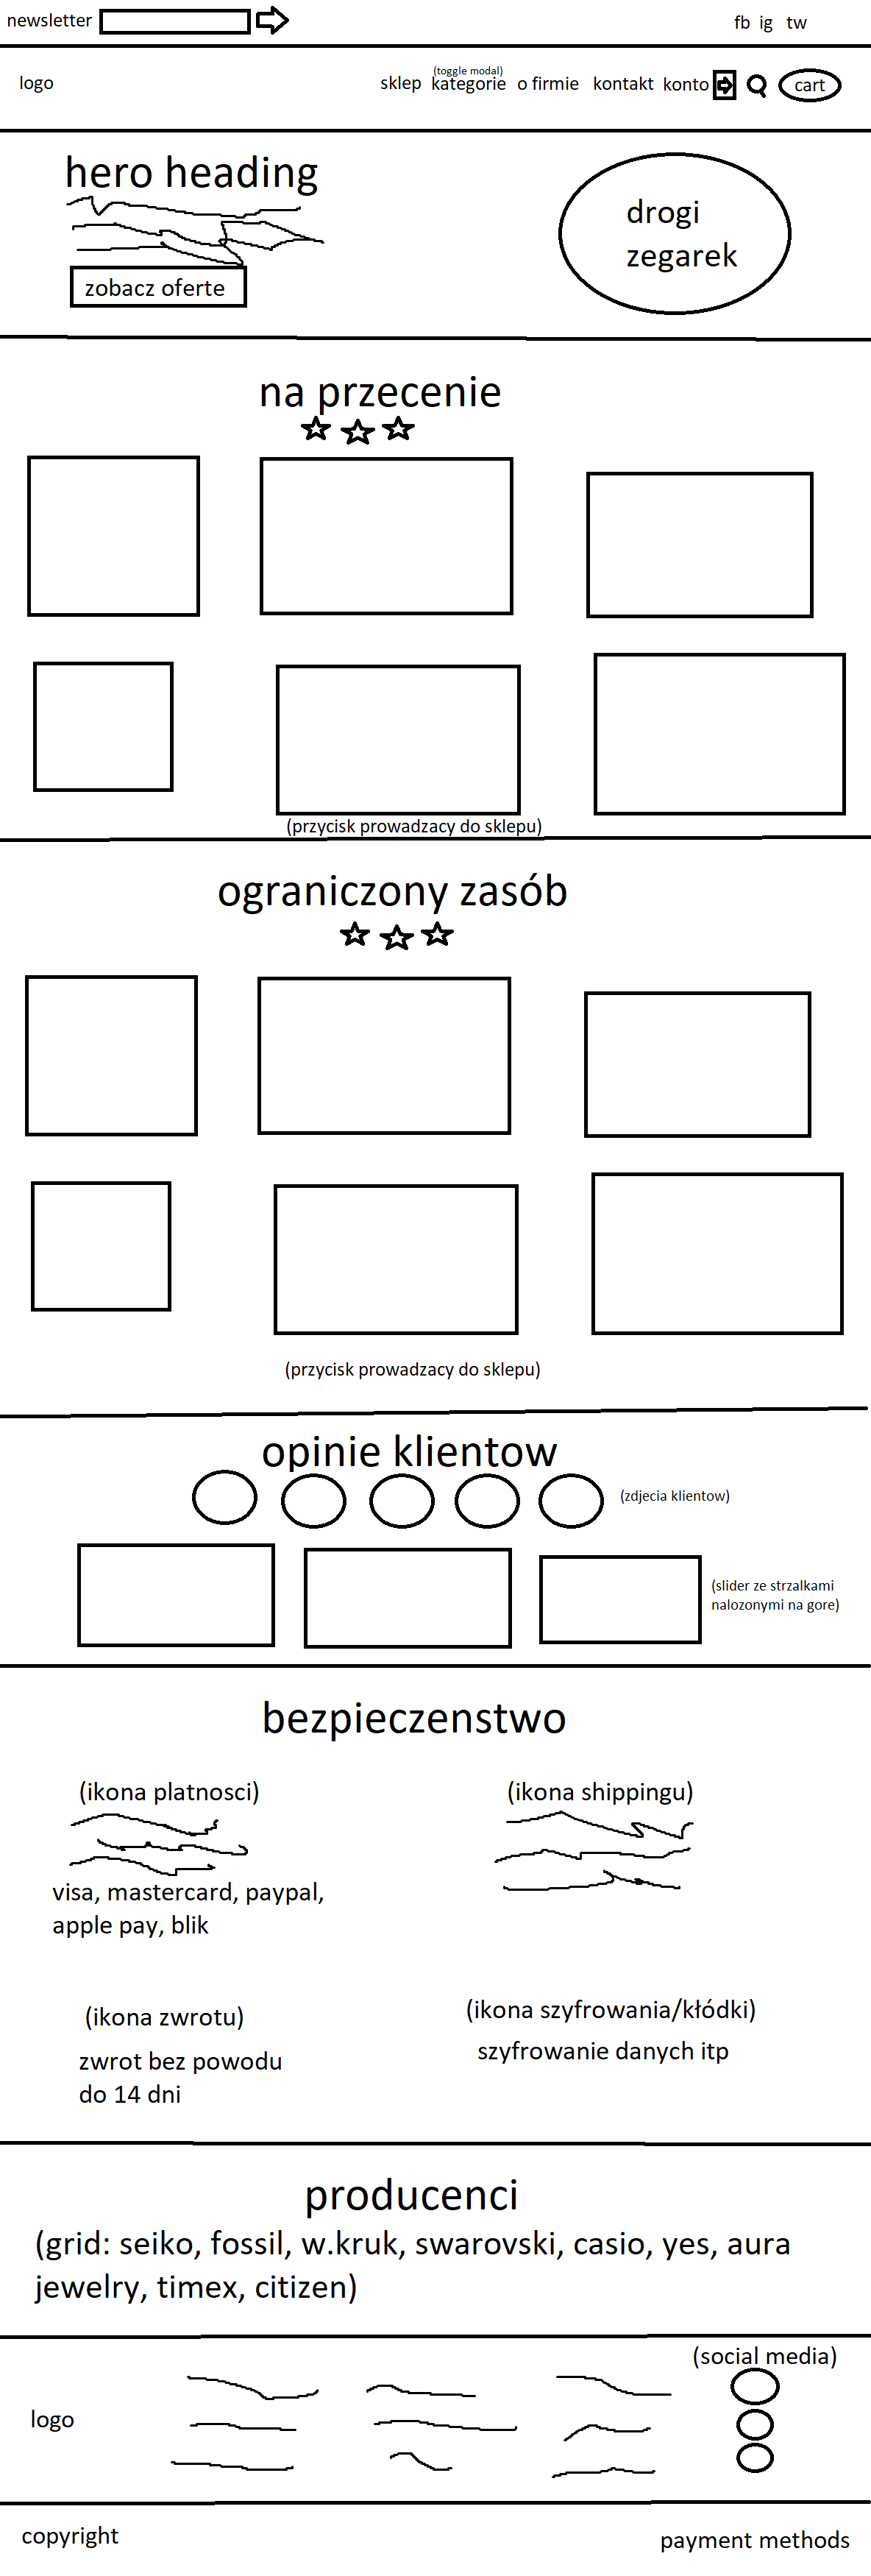 newsletter
fb ig tw
logo
(toggle modal)
sklep kategorie o firmie kontakt konto cart
hero heading
zobacz oferte
drogi
zegarek
na przecenie
(przycisk prowadzacy do sklepu)
ograniczony zasób
(przycisk prowadzacy do sklepu)
opinie klientow
(zdjecia klientow)
(slider ze strzalkami
nalozonymi na gore)
bezpieczenstwo
(ikona platnosci)
visa, mastercard, paypal,
apple pay, blik
(ikona shippingu)
(ikona zwrotu)
zwrot bez powodu
do 14 dni
(ikona szyfrowania/kłódki)
szyfrowanie danych itp
producenci
(grid: seiko, fossil, w.kruk, swarovski, casio, yes, aura
jewelry, timex, citizen)
(social media)
logo
copyright
payment methods